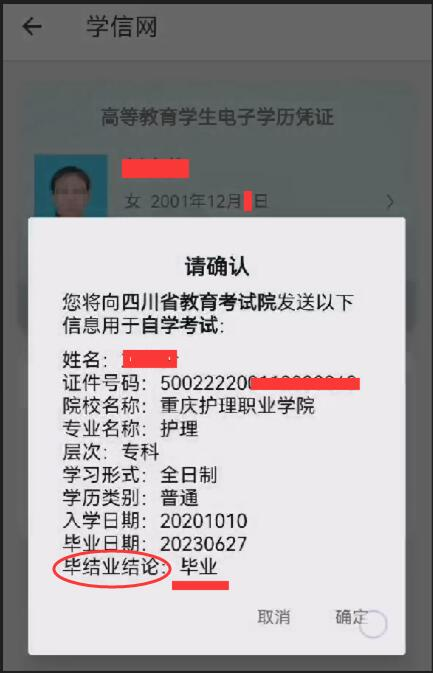 学信网
高等教育学生电子学历凭证
女 2001年12月 日
请确认
您将向四川省教育考试院发送以下
信息用于自学考试：
姓名：
证件号码：500222200
院校名称：重庆护理职业学院
专业名称：护理
层次：专科
学习形式：全日制
学历类别：普通
入学日期：20201010
毕业日期：20230627
毕结业结论：毕业
取消 确定